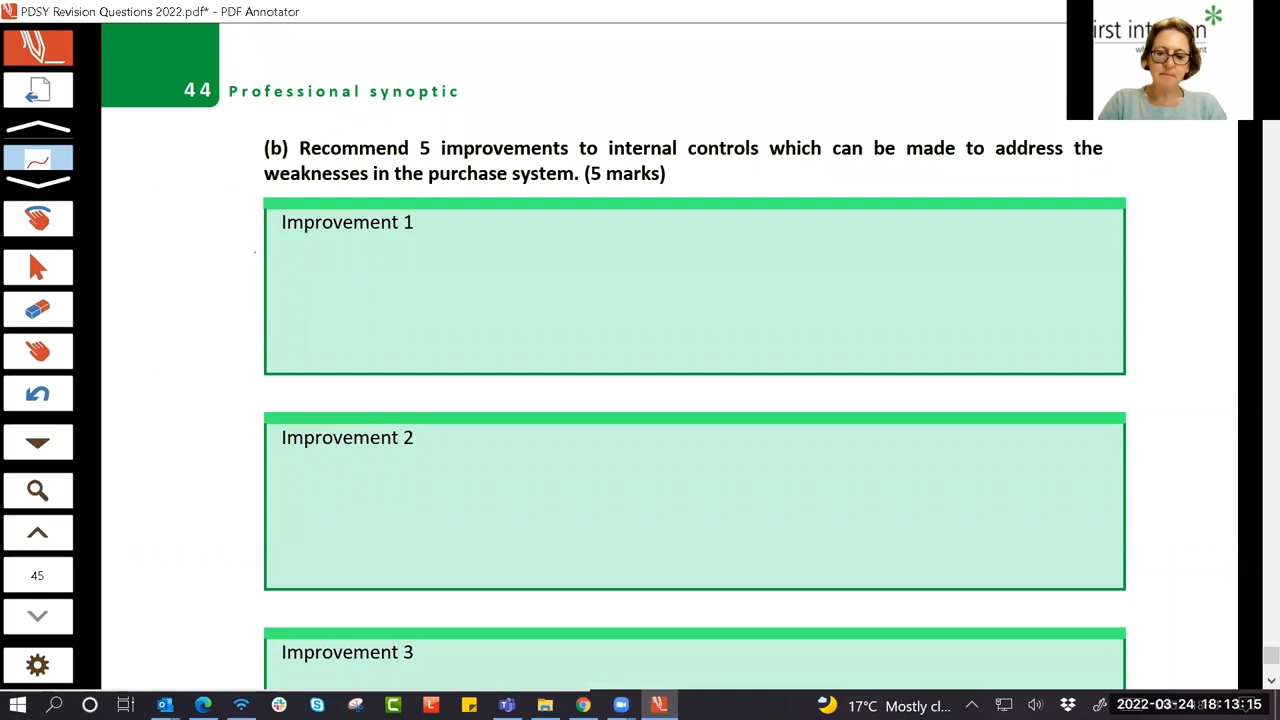 PDSY Revision Questions 2022.pdf* - PDF Annotator
44 Professional synoptic
(b) Recommend 5 improvements to internal controls which can be made to address the
weaknesses in the purchase system. (5 marks)
Improvement 1
Improvement 2
Improvement 3
45
17°C Mostly cl...
2022-03-24 18:13:15